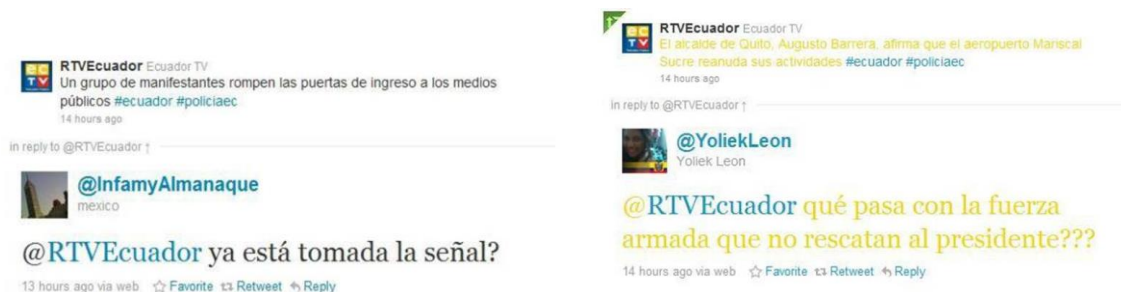 RTVEcuador Ecuador TV
Un grupo de manifestantes rompen las puertas de ingreso a los medios
públicos #ecuador #policiaec
14 hours ago
in reply to @RTVEcuador ↑
@InfamyAlmanaque
mexico
@RTVEcuador ya está tomada la señal?
13 hours ago via web Favorite Retweet Reply
RTVEcuador Ecuador TV
El alcalde de Quito, Augusto Barrera, afirma que el aeropuerto Mariscal
Sucre reanuda sus actividades #ecuador #policiaec
14 hours ago
in reply to @RTVEcuador ↑
@YoliekLeon
Yoliek Leon
@RTVEcuador qué pasa con la fuerza
armada que no rescatan al presidente???
14 hours ago via web Favorite Retweet Reply